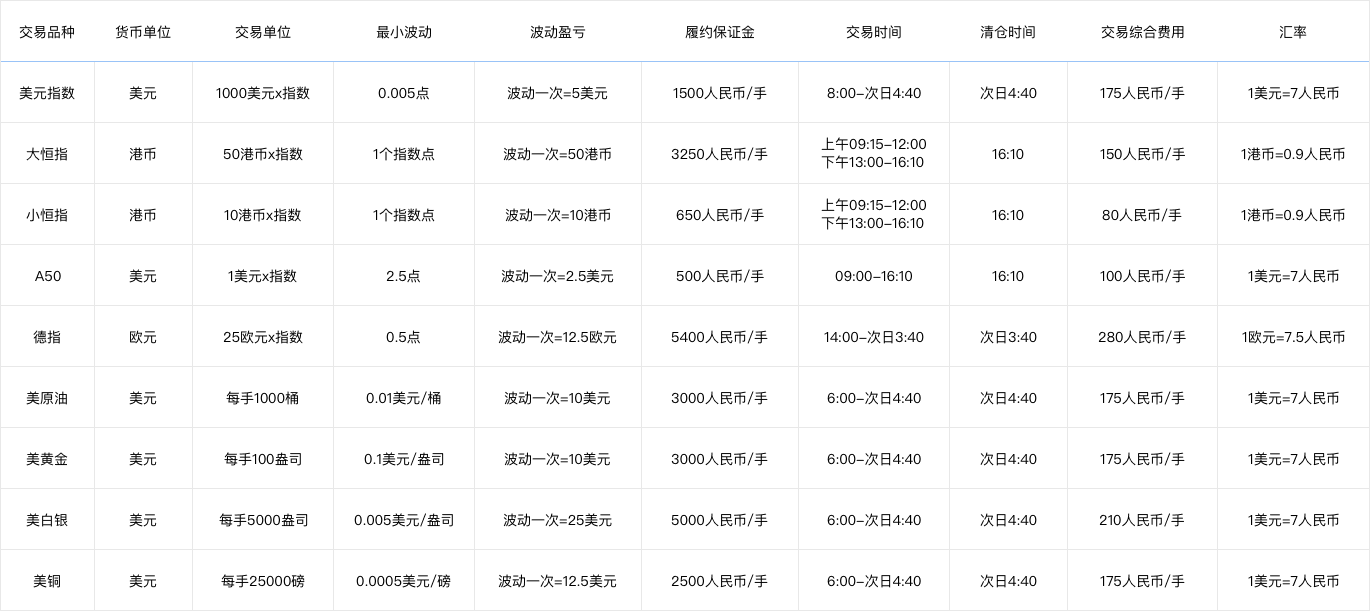 交易品种 货币单位 交易单位 最小波动 波动盈亏 履约保证金 交易时间 清仓时间 交易综合费用 汇率
美元指数 美元 1000美元x指数 0.005点 波动一次=5美元 1500人民币/手 8:00-次日4:40 次日4:40 175人民币/手 1美元=7人民币
大恒指 港币 50港币x指数 1个指数点 波动一次=50港币 3250人民币/手 上午09:15-12:00
下午13:00-16:10 16:10 150人民币/手 1港币=0.9人民币
小恒指 港币 10港币x指数 1个指数点 波动一次=10港币 650人民币/手 上午09:15-12:00
下午13:00-16:10 16:10 80人民币/手 1港币=0.9人民币
A50 美元 1美元x指数 2.5点 波动一次=2.5美元 500人民币/手 09:00-16:10 16:10 100人民币/手 1美元=7人民币
德指 欧元 25欧元x指数 0.5点 波动一次=12.5欧元 5400人民币/手 14:00-次日3:40 次日3:40 280人民币/手 1欧元=7.5人民币
美原油 美元 每手1000桶 0.01美元/桶 波动一次=10美元 3000人民币/手 6:00-次日4:40 次日4:40 175人民币/手 1美元=7人民币
美黄金 美元 每手100盎司 0.1美元/盎司 波动一次=10美元 3000人民币/手 6:00-次日4:40 次日4:40 175人民币/手 1美元=7人民币
美白银 美元 每手5000盎司 0.005美元/盎司 波动一次=25美元 5000人民币/手 6:00-次日4:40 次日4:40 210人民币/手 1美元=7人民币
美铜 美元 每手25000磅 0.0005美元/磅 波动一次=12.5美元 2500人民币/手 6:00-次日4:40 次日4:40 175人民币/手 1美元=7人民币